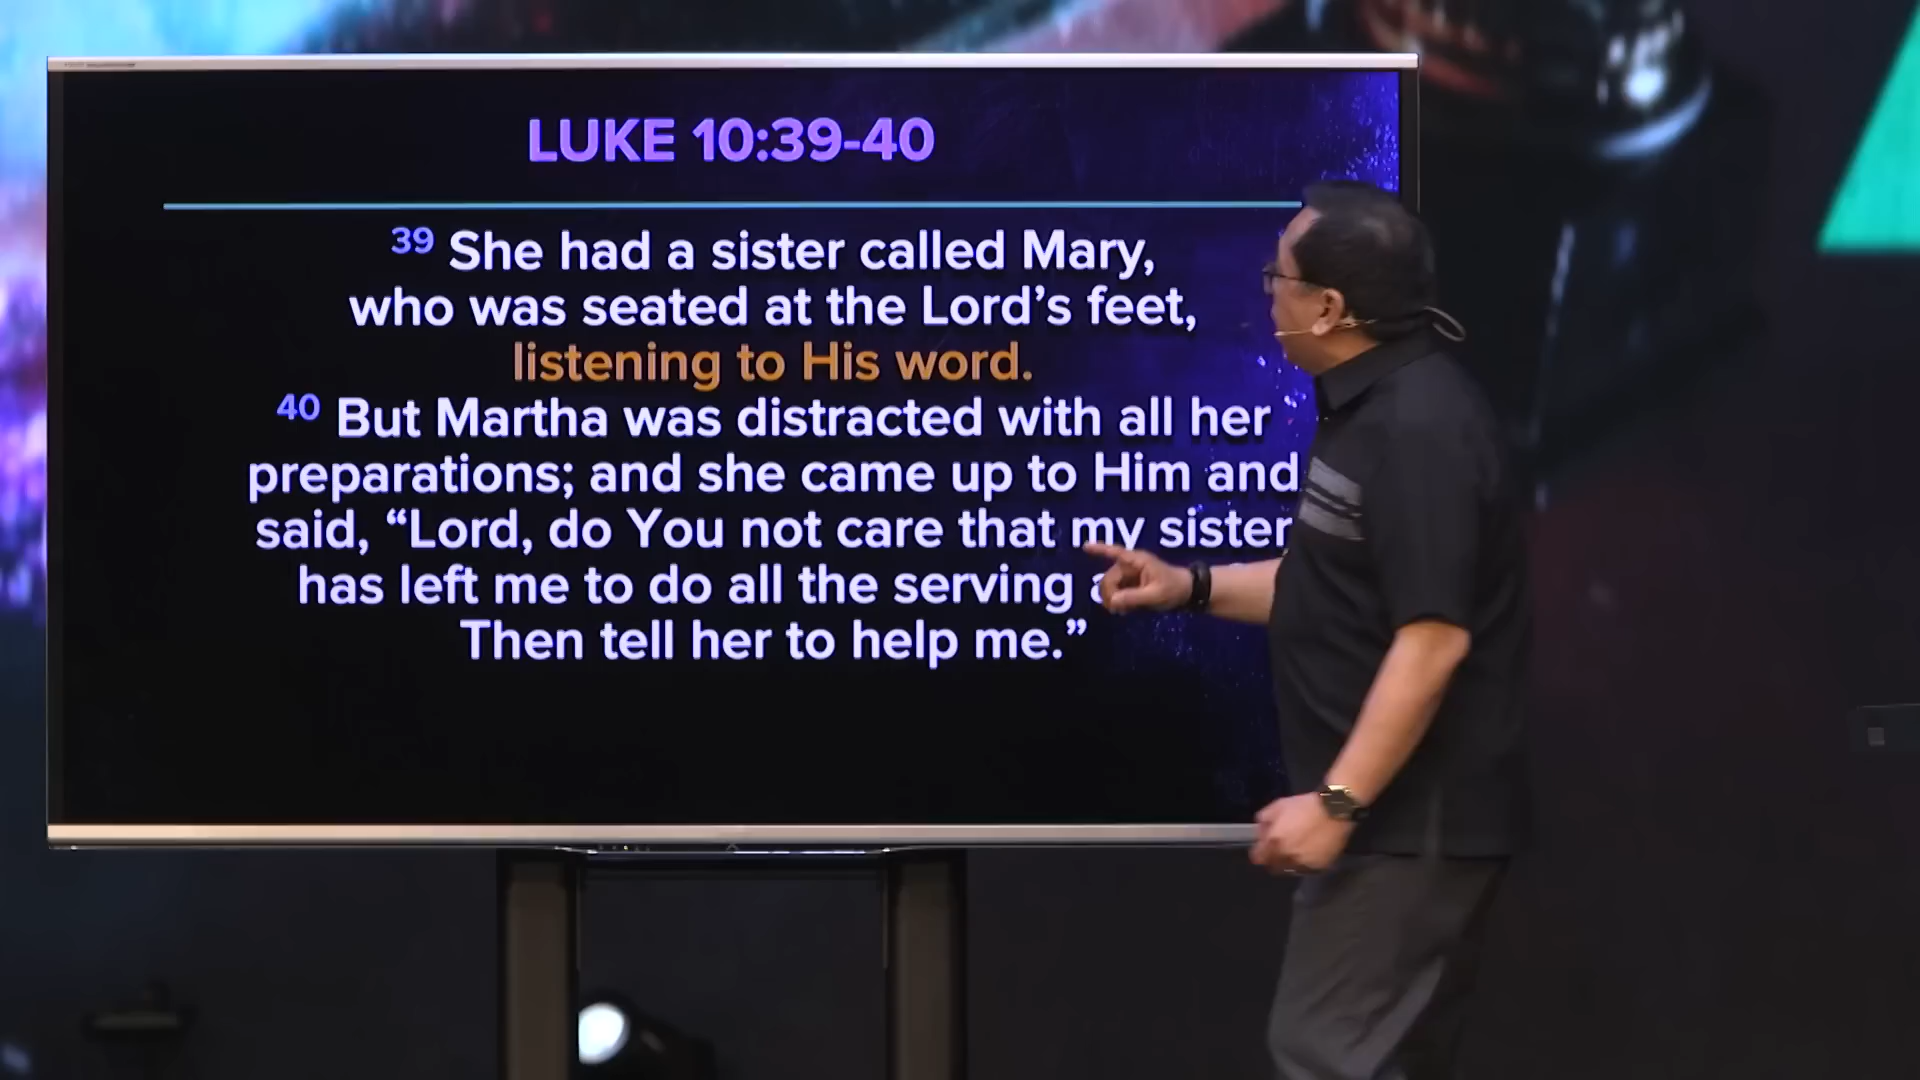 LUKE 10:39-40
39 She had a sister called Mary,
who was seated at the Lord’s feet,
listening to His word.
40 But Martha was distracted with all her
preparations; and she came up to Him and
said, “Lord, do You not care that my sister
has left me to do all the serving
Then tell her to help me.”